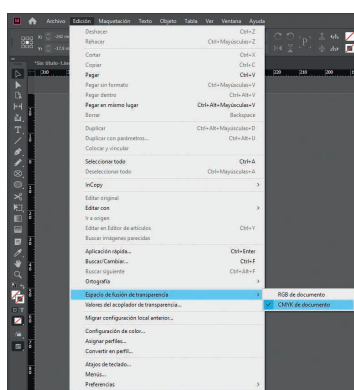 Archivo Edición Maquetación Texto Objeto Tabla Ver Ventana Ayuda
Deshacer Ctrl+Z
Rehacer Ctrl+Mayúsculas+Z
Cortar Ctrl+X
Copiar Ctrl+C
Pegar Ctrl+V
Pegar sin formato Ctrl+Mayúsculas+V
Pegar dentro Ctrl+Alt+V
Pegar en mismo lugar Ctrl+Alt+Mayúsculas+V
Borrar Backspace
Duplicar Ctrl+Alt+Mayúsculas+D
Duplicar con parámetros... Ctrl+Alt+U
Colocar y vincular
Seleccionar todo Ctrl+A
Deseleccionar todo Ctrl+Mayúsculas+A
InCopy
Editar original
Editar con
Ir a origen
Editar en Editor de artículos Ctrl+Y
Buscar imágenes parecidas
Aplicación rápida... Ctrl+Enter
Buscar/Cambiar... Ctrl+F
Buscar siguiente Ctrl+Alt+F
Ortografía
Espacio de fusión de transparencia
RGB de documento
CMYK de documento
Valores del acoplador de transparencia...
Migrar configuración local anterior...
Configuración de color...
Asignar perfiles...
Convertir en perfil...
Atajos de teclado...
Menús...
Preferencias